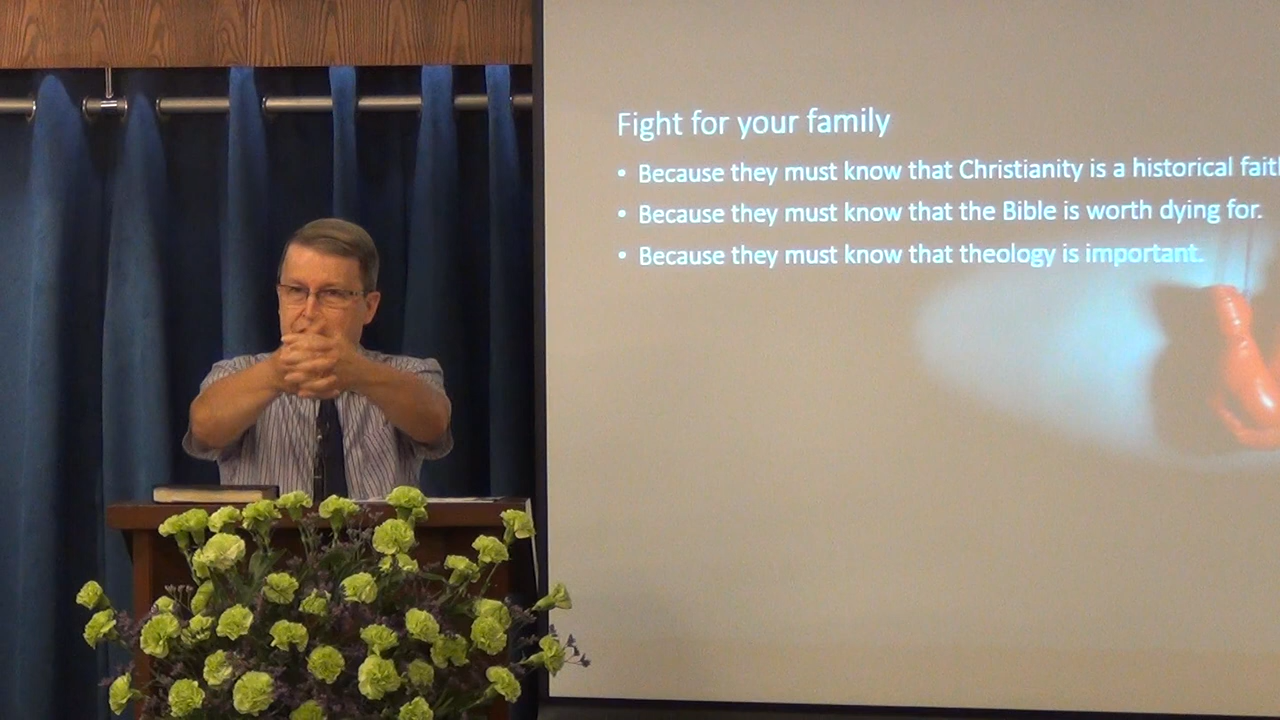 Fight for your family
• Because they must know that Christianity is a historical fait
• Because they must know that the Bible is worth dying for.
• Because they must know that theology is important.